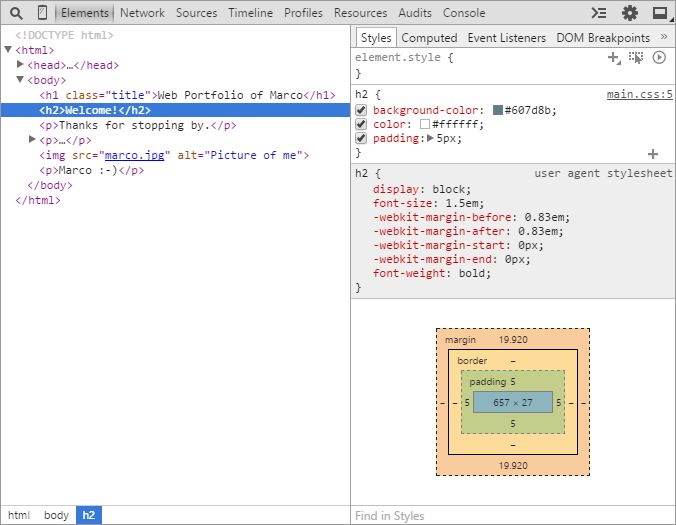 Elements Network Sources Timeline Profiles Resources Audits Console
<!DOCTYPE html>
<html>
<head>…</head>
<body>
<h1 class="title">Web Portfolio of Marco</h1>
<h2>Welcome!</h2>
<p>Thanks for stopping by.</p>
<p>…</p>
<img src="marco.jpg" alt="Picture of me">
<p>Marco :-)</p>
</body>
</html>
html body h2
Styles Computed Event Listeners DOM Breakpoints »
element.style {
}
h2 { main.css:5
background-color: #607d8b;
color: #ffffff;
padding: 5px;
}
h2 { user agent stylesheet
display: block;
font-size: 1.5em;
-webkit-margin-before: 0.83em;
-webkit-margin-after: 0.83em;
-webkit-margin-start: 0px;
-webkit-margin-end: 0px;
font-weight: bold;
}
margin 19.920
border –
padding 5
– – 5 657 × 27 5 – –
5
–
19.920
Find in Styles